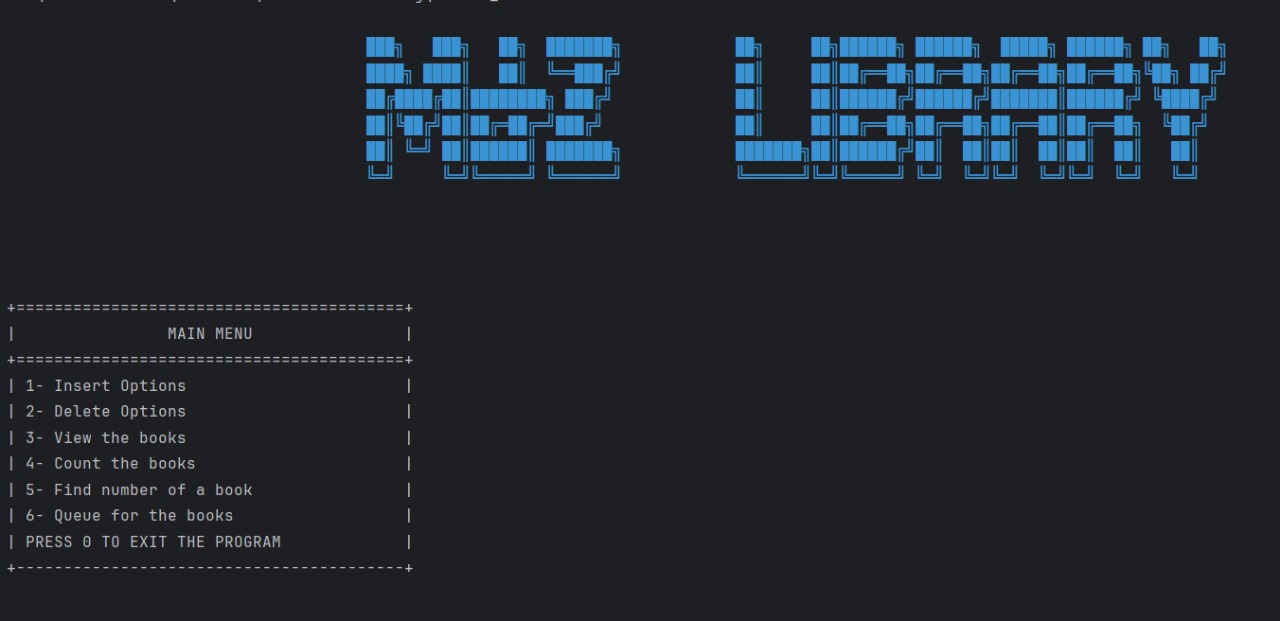 M&Z LIBRARY
+=========================================+
| MAIN MENU |
+=========================================+
| 1- Insert Options |
| 2- Delete Options |
| 3- View the books |
| 4- Count the books |
| 5- Find number of a book |
| 6- Queue for the books |
| PRESS 0 TO EXIT THE PROGRAM |
+-----------------------------------------+